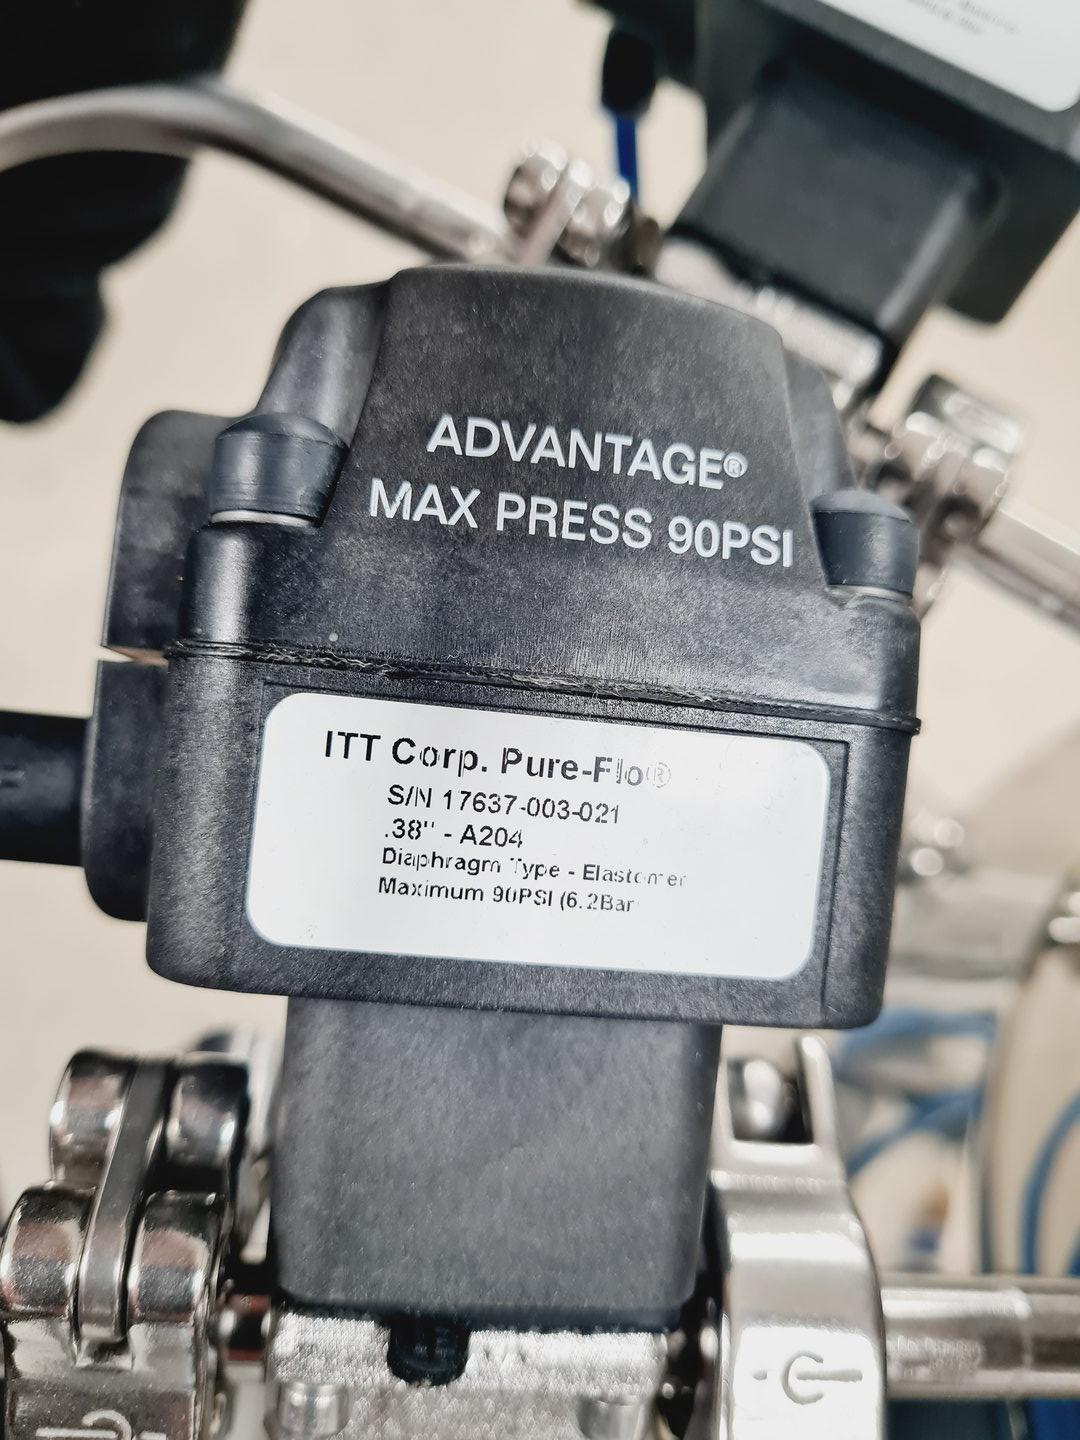 ADVANTAGE®
MAX PRESS 90PSI
ITT Corp. Pure-Flo®
S/N 17637-003-021
.38" - A204
Diaphragm Type - Elastomer
Maximum 90PSI (6.2Bar